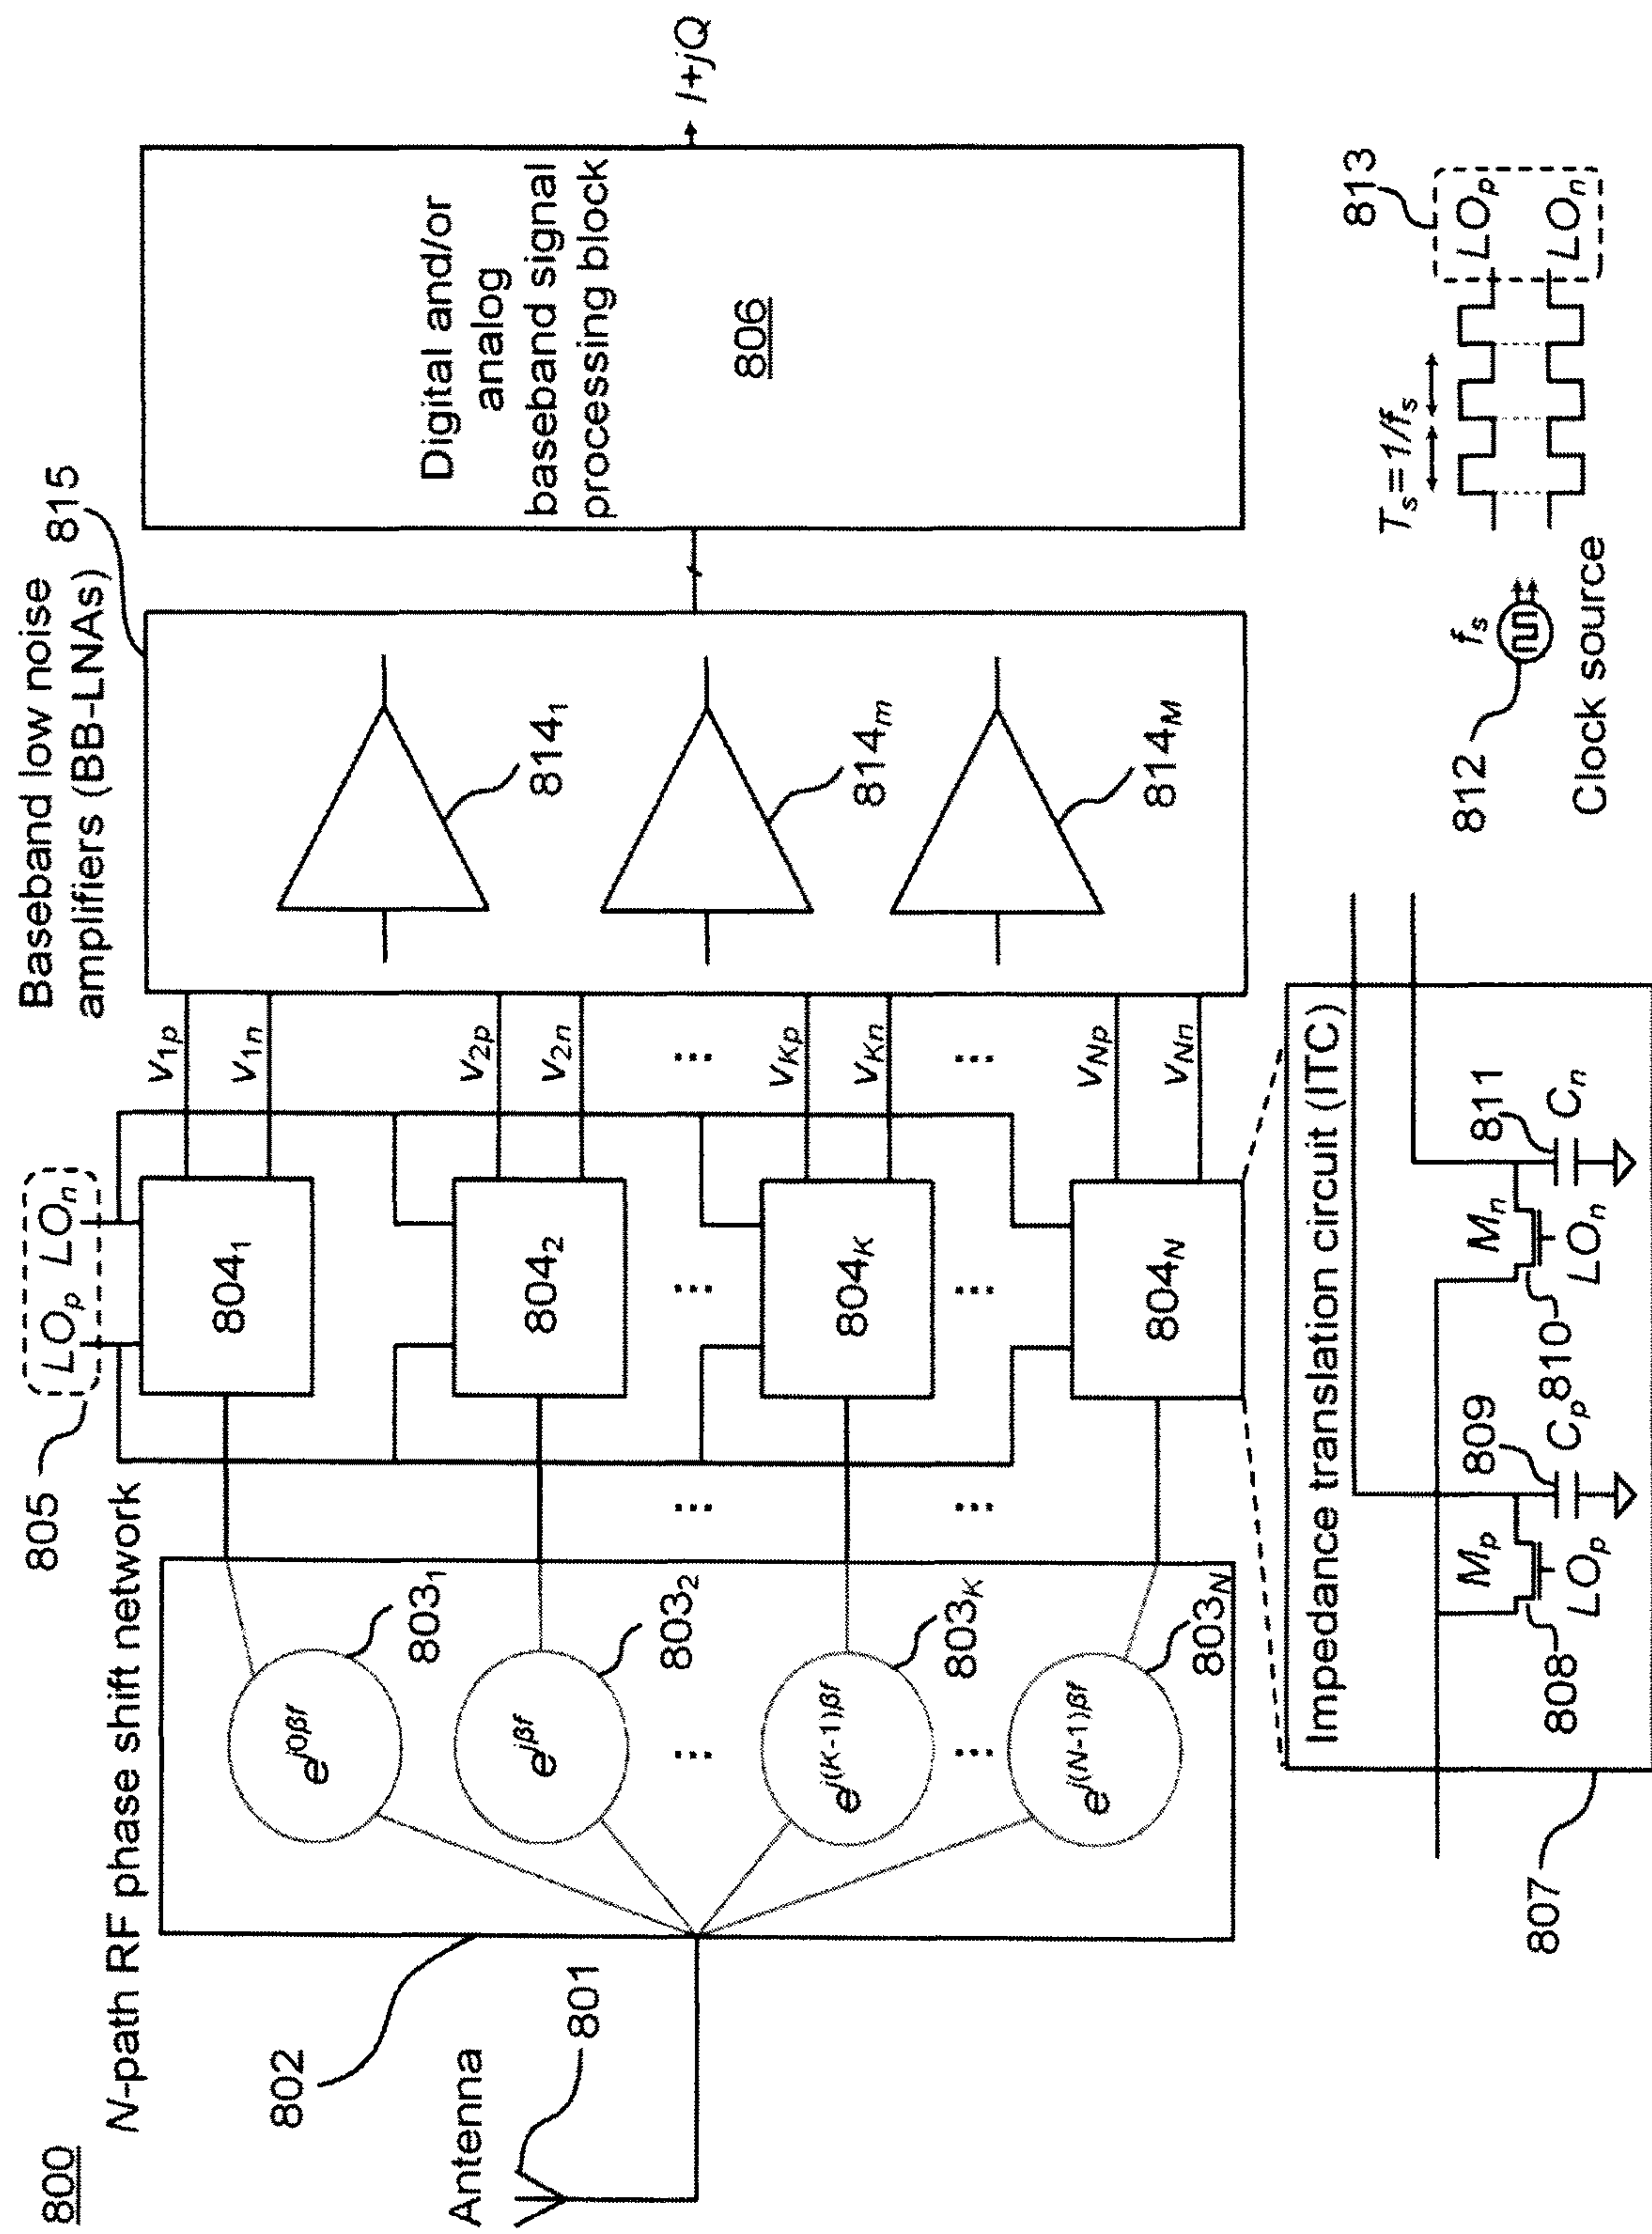 800
N-path RF phase shift network
805
LOp LOn
Baseband low noise
amplifiers (BB-LNAs)
815
Antenna
801
802
e^j0βf
803₁
e^jβf
803₂
...
e^j(K-1)βf
803K
...
e^j(N-1)βf
803N
...
...
804₁
804₂
...
804K
...
804N
V1p
V1n
V2p
V2n
...
VKp
VKn
...
VNp
VNn
814₁
814m
814M
Digital and/or
analog
baseband signal
processing block
806
I+jQ
807
Impedance translation circuit (ITC)
Mp
809
808
LOp
Cp
Mn
811
810
LOn
Cn
812
fs
Clock source
Ts=1/fs
813
LOp
LOn